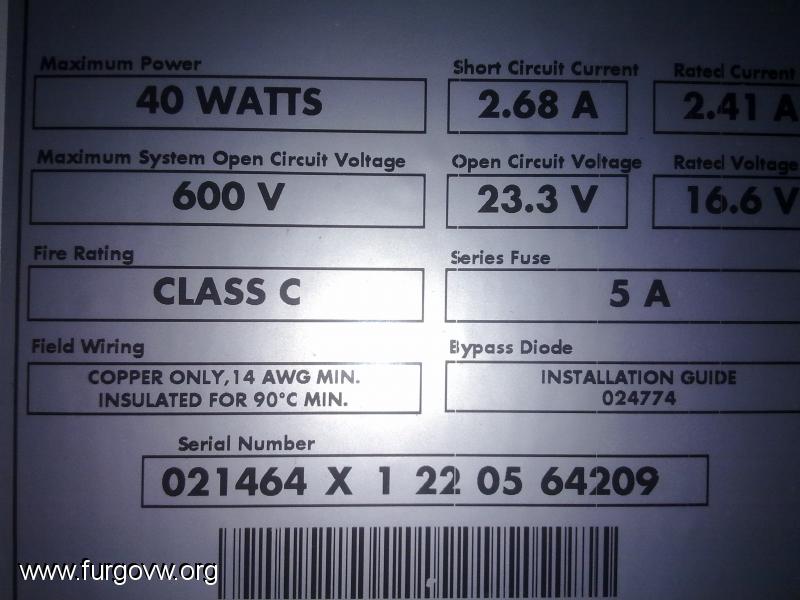 Maximum Power
40 WATTS
Short Circuit Current
2.68 A
Rated Current
2.41 A
Maximum System Open Circuit Voltage
600 V
Open Circuit Voltage
23.3 V
Rated Voltage
16.6 V
Fire Rating
CLASS C
Series Fuse
5 A
Field Wiring
COPPER ONLY,14 AWG MIN.
INSULATED FOR 90°C MIN.
Bypass Diode
INSTALLATION GUIDE
024774
Serial Number
021464 X 1 22 05 64209
www.furgovw.org